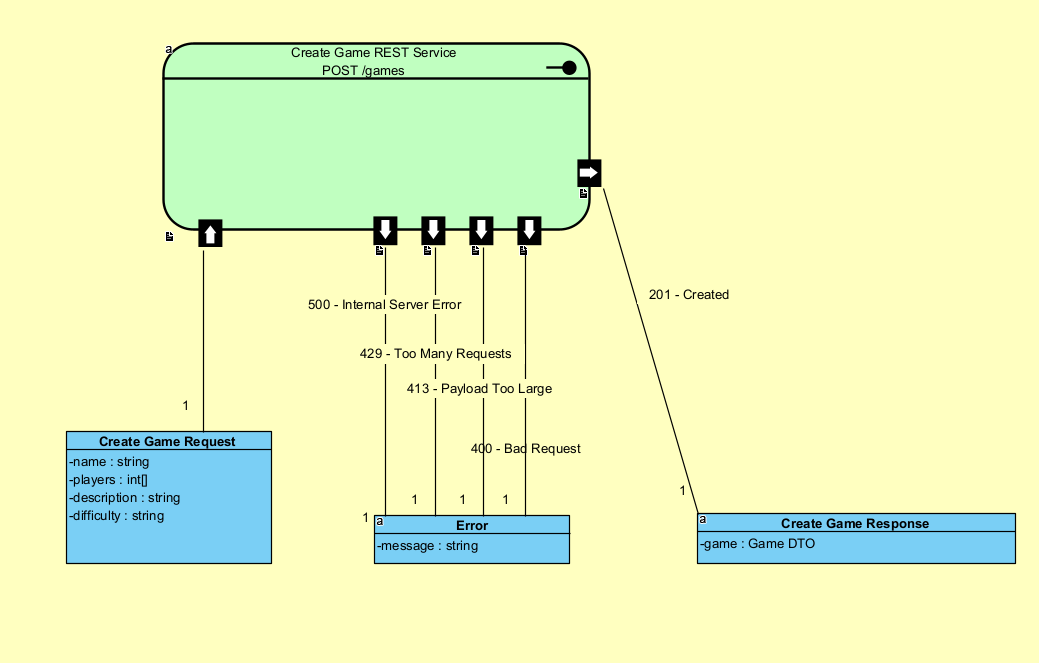 a
Create Game REST Service
POST /games
500 - Internal Server Error
429 - Too Many Requests
413 - Payload Too Large
400 - Bad Request
201 - Created
1
Create Game Request
-name : string
-players : int[]
-description : string
-difficulty : string
1
1
1
1
a
Error
-message : string
1
a
Create Game Response
-game : Game DTO